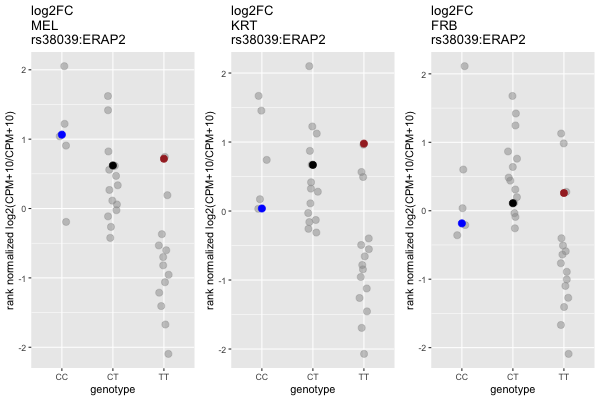 log2FC
MEL
rs38039:ERAP2
rank normalized log2(CPM+10/CPM+10)
2
1
0
-1
-2
CC
CT
TT
genotype
log2FC
KRT
rs38039:ERAP2
rank normalized log2(CPM+10/CPM+10)
2
1
0
-1
-2
CC
CT
TT
genotype
log2FC
FRB
rs38039:ERAP2
rank normalized log2(CPM+10/CPM+10)
2
1
0
-1
-2
CC
CT
TT
genotype